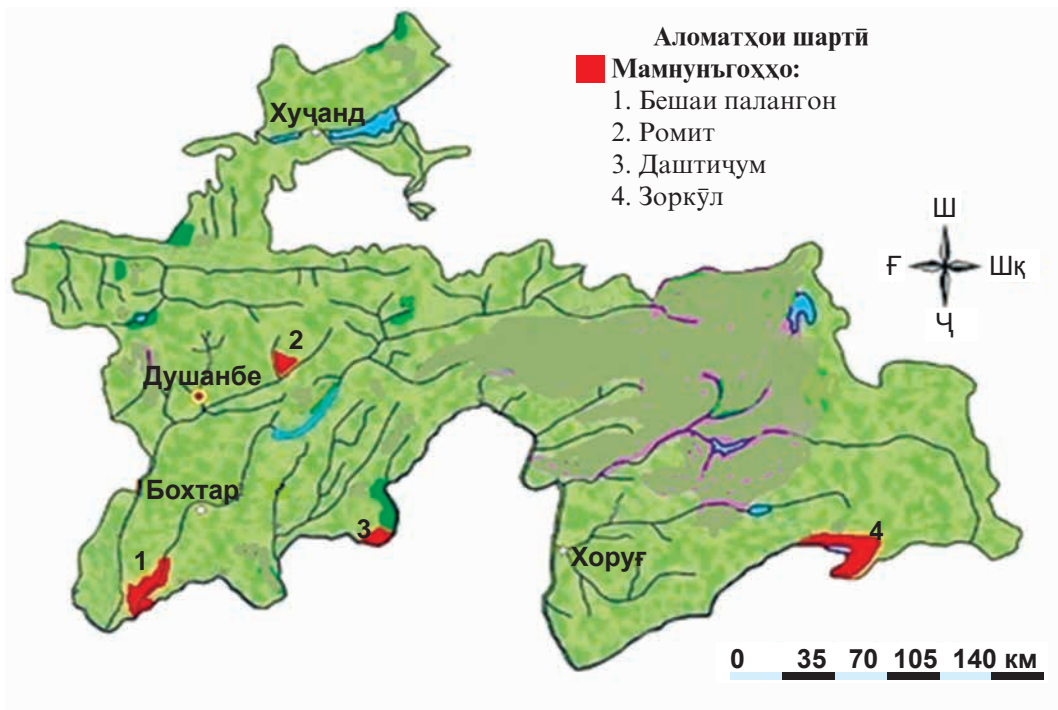 Аломатҳои шартӣ
Мамнунъгоҳҳо:
1. Бешаи палангон
2. Ромит
3. Даштиҷум
4. Зоркӯл
Хуҷанд
Ш
Ғ
Шқ
Ҷ
2
Душанбе
Бохтар
1
3
4
Хоруғ
0 35 70 105 140 км